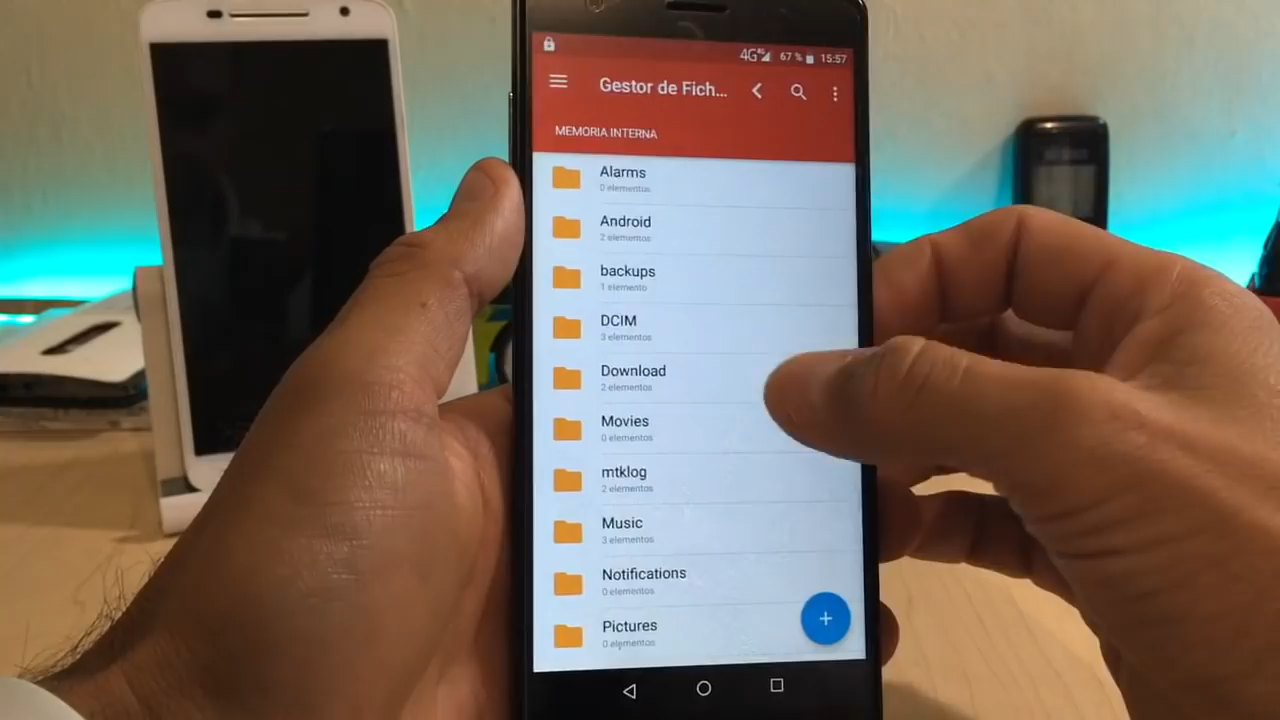 4G 67 % 15:57
Gestor de Fich...
MEMORIA INTERNA
Alarms
0 elementos
Android
2 elementos
backups
1 elemento
DCIM
3 elementos
Download
2 elementos
Movies
0 elementos
mtklog
2 elementos
Music
3 elementos
Notifications
0 elementos
Pictures
0 elementos